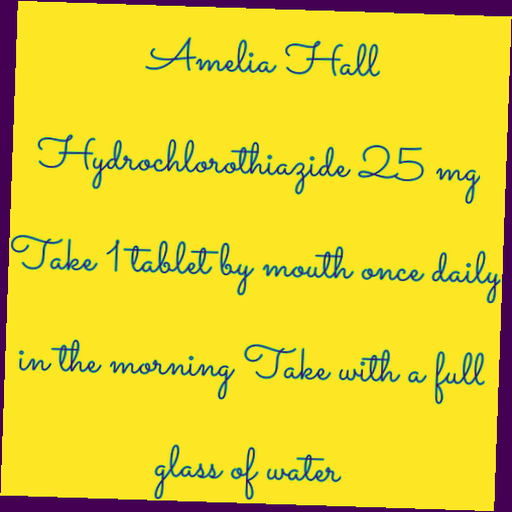 Amelia Hall
Hydrochlorothiazide 25 mg
Take 1 tablet by mouth once daily
in the morning Take with a full
glass of water